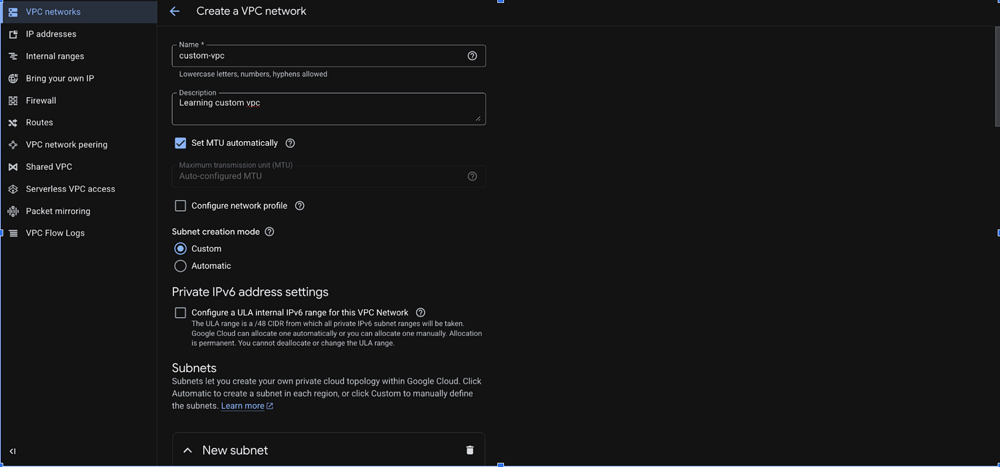 VPC networks
IP addresses
Internal ranges
Bring your own IP
Firewall
Routes
VPC network peering
Shared VPC
Serverless VPC access
Packet mirroring
VPC Flow Logs
Create a VPC network
Name *
custom-vpc
Lowercase letters, numbers, hyphens allowed
Description
Learning custom vpc
Set MTU automatically
Maximum transmission unit (MTU)
Auto-configured MTU
Configure network profile
Subnet creation mode
Custom
Automatic
Private IPv6 address settings
Configure a ULA internal IPv6 range for this VPC Network
The ULA range is a /48 CIDR from which all private IPv6 subnet ranges will be taken.
Google Cloud can allocate one automatically or you can allocate one manually. Allocation
is permanent. You cannot deallocate or change the ULA range.
Subnets
Subnets let you create your own private cloud topology within Google Cloud. Click
Automatic to create a subnet in each region, or click Custom to manually define
the subnets. Learn more
New subnet